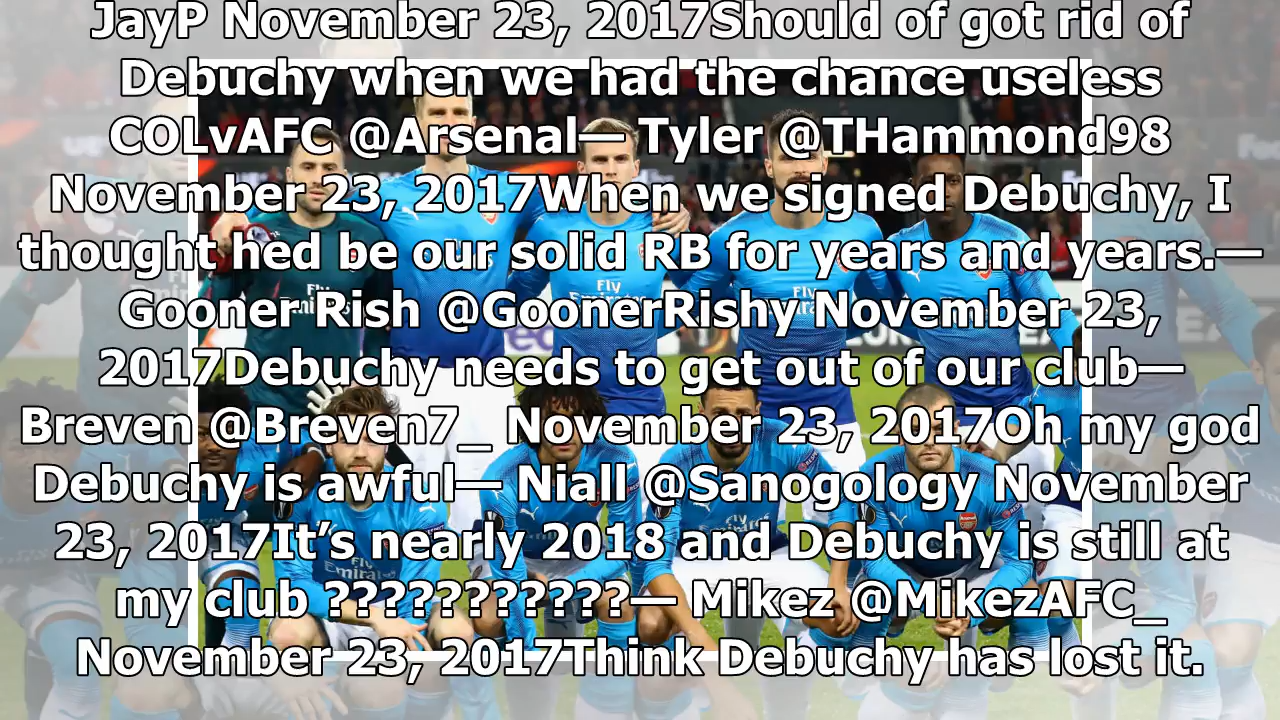 JayP November 23, 2017Should of got rid of
Debuchy when we had the chance useless
COLvAFC @Arsenal— Tyler @THammond98
November 23, 2017When we signed Debuchy, I
thought hed be our solid RB for years and years.—
Gooner Rish @GoonerRishy November 23,
2017Debuchy needs to get out of our club—
Breven @Breven7_ November 23, 2017Oh my god
Debuchy is awful— Niall @Sanogology November
23, 2017It’s nearly 2018 and Debuchy is still at
my club ???????????— Mikez @MikezAFC_
November 23, 2017Think Debuchy has lost it.
Fly
Emirates